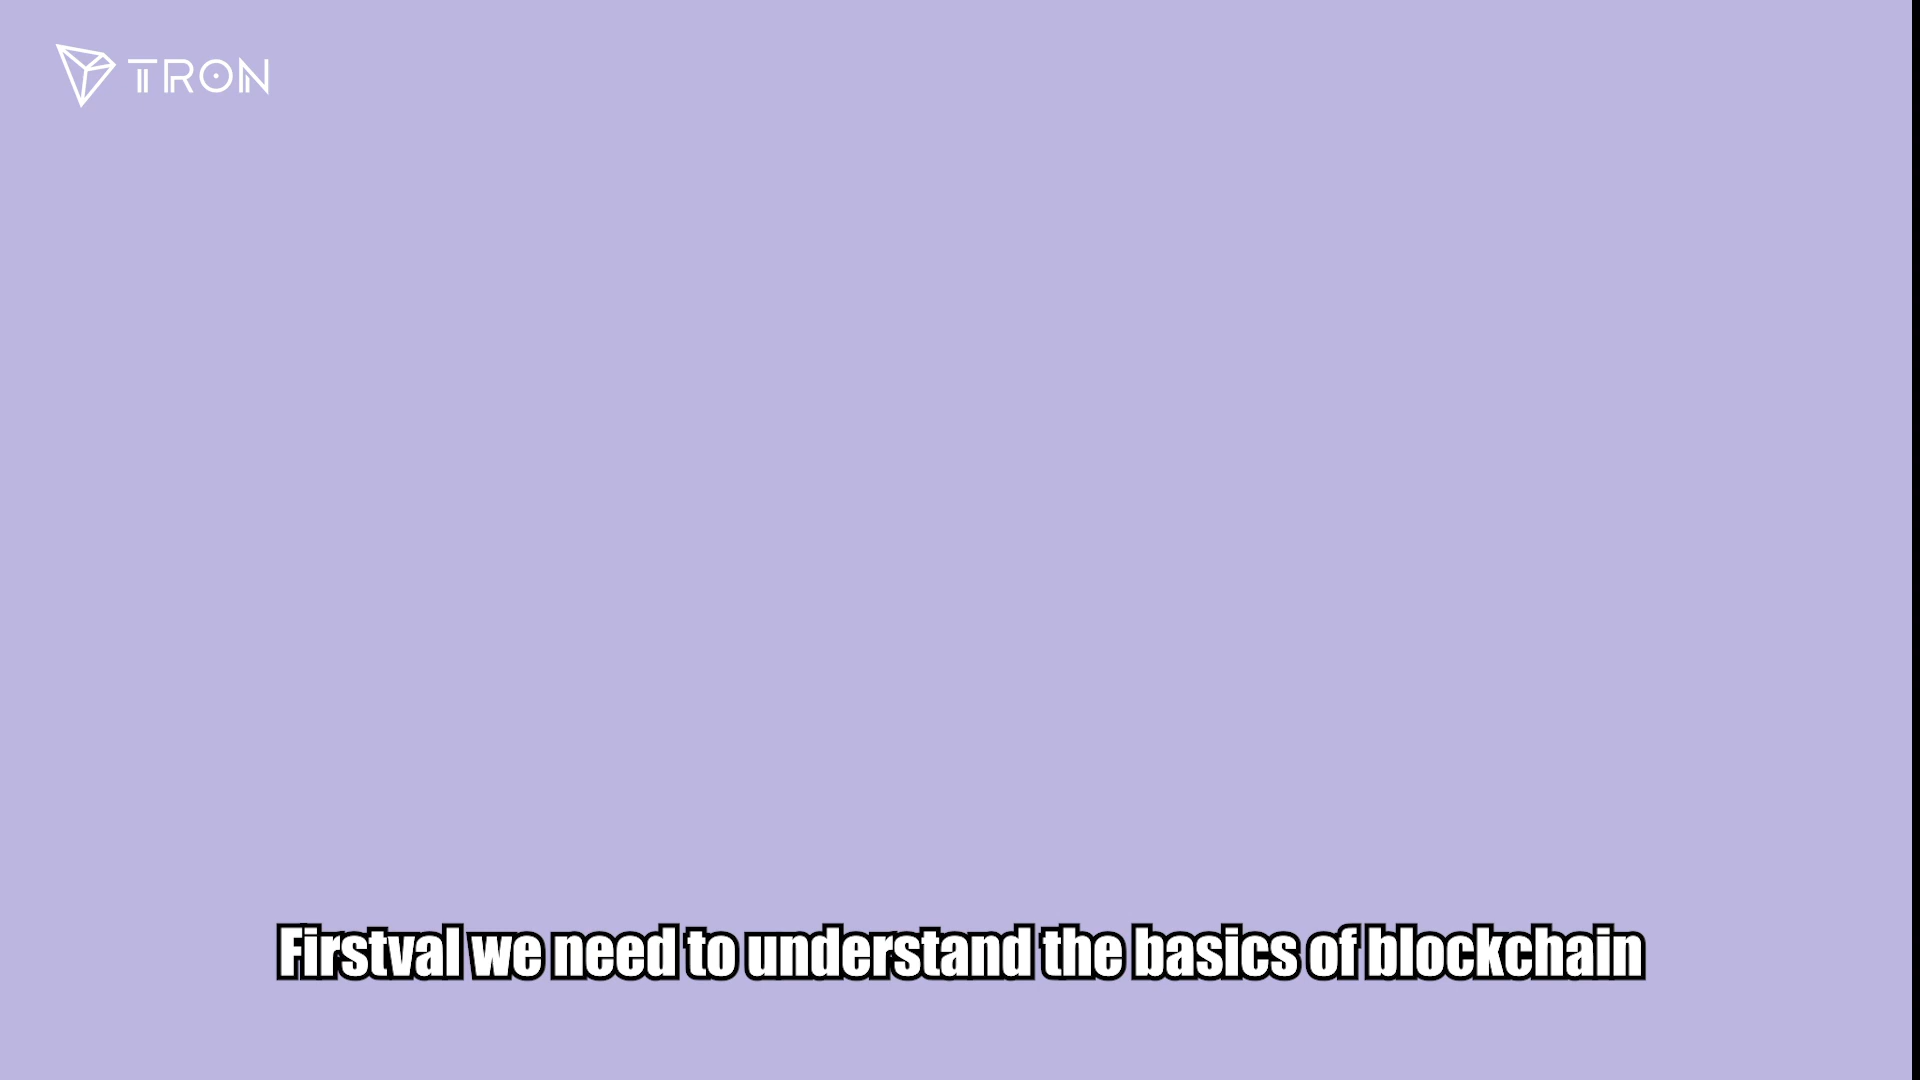 TRON
Firstval we need to understand the basics of blockchain